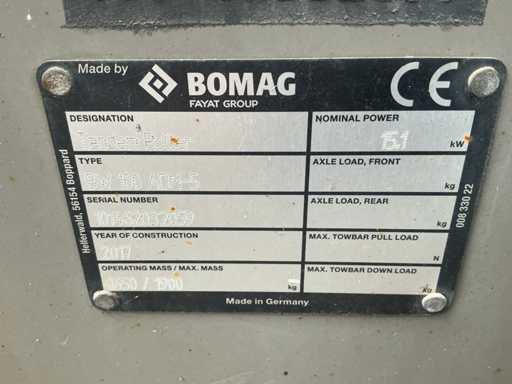 Made by BOMAG CE
FAYAT GROUP
DESIGNATION NOMINAL POWER
Tandem Roller 15.1 kW
TYPE AXLE LOAD, FRONT
kg
SERIAL NUMBER AXLE LOAD, REAR
kg
YEAR OF CONSTRUCTION MAX. TOWBAR PULL LOAD
2017 N
OPERATING MASS / MAX. MASS MAX. TOWBAR DOWN LOAD
kg kg
Made in Germany
Hellerwald, 56154 Boppard
008 330 22